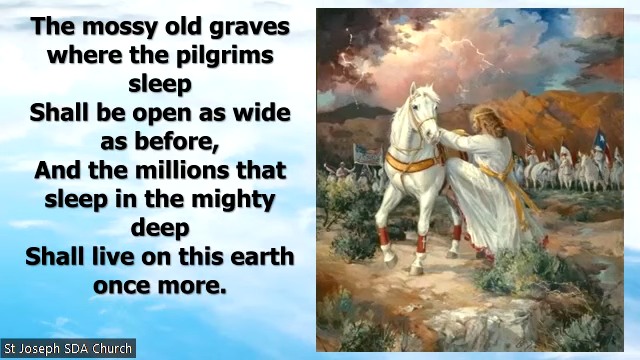 The mossy old graves
where the pilgrims
sleep
Shall be open as wide
as before,
And the millions that
sleep in the mighty
deep
Shall live on this earth
once more.
St Joseph SDA Church